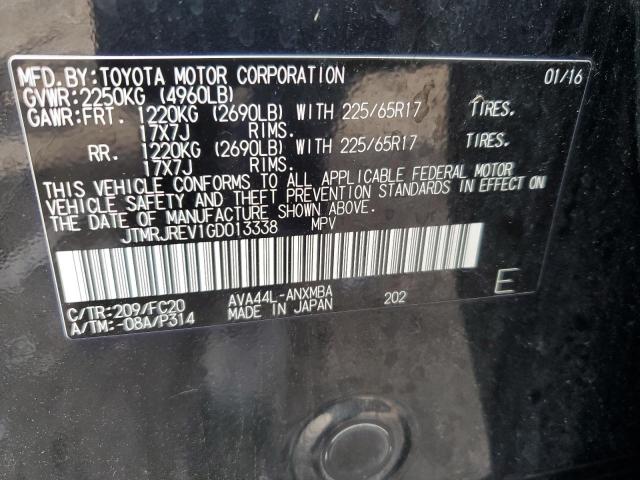 MFD.BY:TOYOTA MOTOR CORPORATION 01/16
GVWR:2250KG (4960LB)
GAWR:FRT. 1220KG (2690LB) WITH 225/65R17 TIRES.
17X7J RIMS.
RR. 1220KG (2690LB) WITH 225/65R17 TIRES.
17X7J RIMS.
THIS VEHICLE CONFORMS TO ALL APPLICABLE FEDERAL MOTOR
VEHICLE SAFETY AND THEFT PREVENTION STANDARDS IN EFFECT ON
THE DATE OF MANUFACTURE SHOWN ABOVE.
JTMRJREV1GD013338 MPV
C/TR:209/FC20 AVA44L-ANXMBA 202 E
A/TM:-08A/P314 MADE IN JAPAN